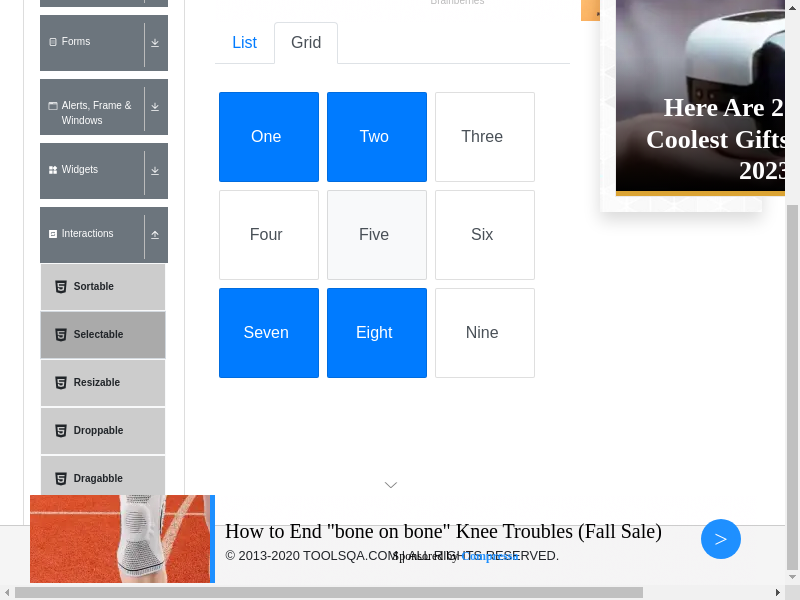 Brainberries
Forms
Alerts, Frame &
Windows
Widgets
Interactions
Sortable
Selectable
Resizable
Droppable
Dragabble
List
Grid
One
Two
Three
Four
Five
Six
Seven
Eight
Nine
Here Are 2
Coolest Gifts
2023
How to End "bone on bone" Knee Troubles (Fall Sale)
© 2013-2020 TOOLSQA.COM | ALL RIGHTS RESERVED.
Sponsored by
>